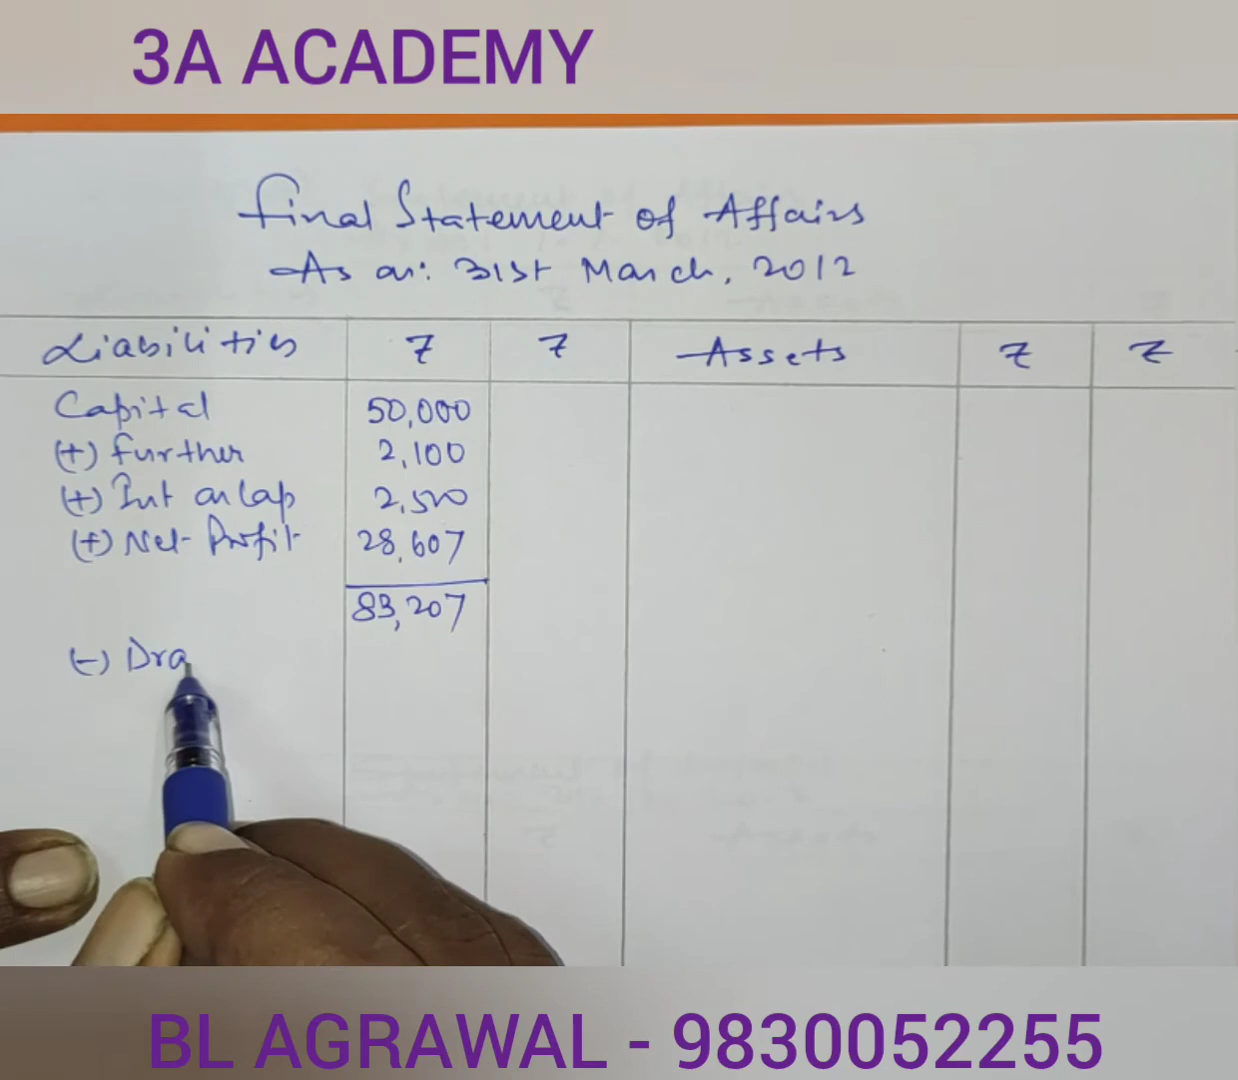 3A ACADEMY
Final Statement of Affairs
As on: 31st March, 2012
Liabilities ₹ ₹ Assets ₹ ₹
Capital 50,000
(+) Further 2,100
(+) Int on Cap 2,500
(+) Net Profit 28,607
83,207
(-) Dra
BL AGRAWAL - 9830052255